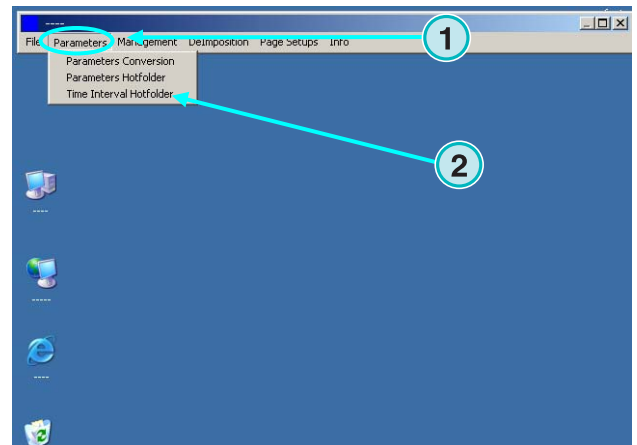 ----
File Parameters Management DeImposition Page Setups Info
1
Parameters Conversion
Parameters Hotfolder
Time Interval Hotfolder
2
----
-----
----